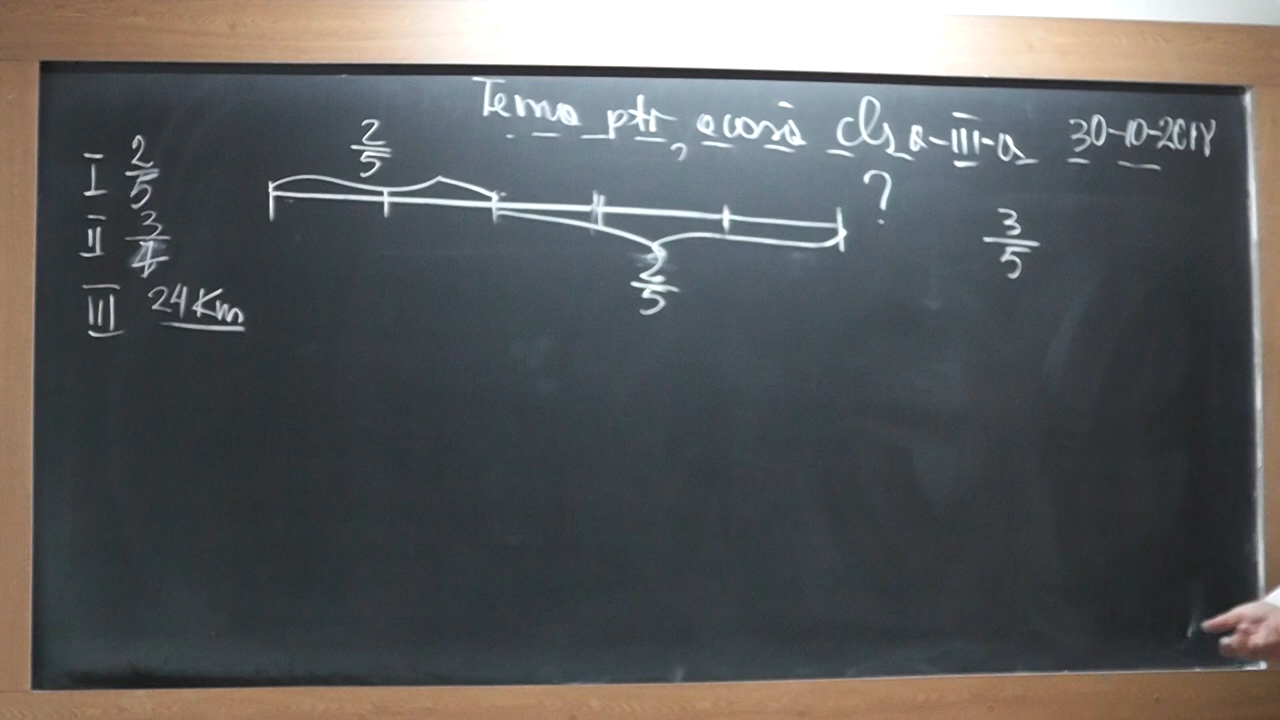 Tema ptr, acasă cls a-III-a 30-10-2018
I 2/5
II 3/4
III 24 Km
2/5
?
2/5
3/5